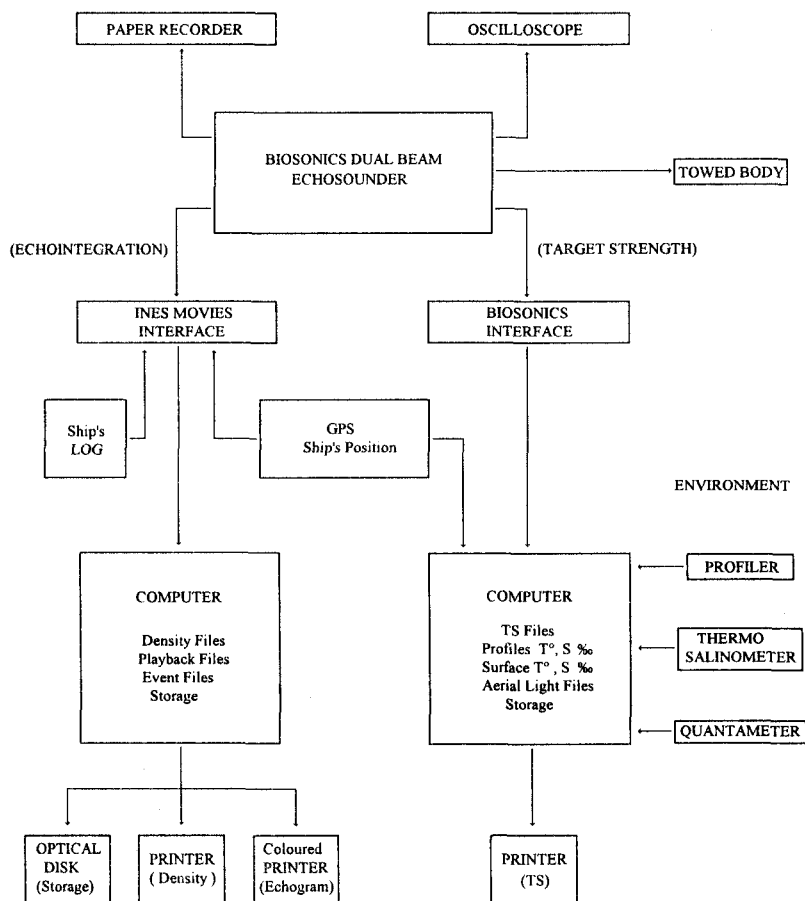 PAPER RECORDER
OSCILLOSCOPE
BIOSONICS DUAL BEAM
ECHOSOUNDER
TOWED BODY
(ECHOINTEGRATION)
(TARGET STRENGTH)
INES MOVIES
INTERFACE
BIOSONICS
INTERFACE
Ship's
LOG
GPS
Ship's Position
ENVIRONMENT
COMPUTER
Density Files
Playback Files
Event Files
Storage
COMPUTER
TS Files
Profiles T°, S ‰
Surface T° , S ‰
Aerial Light Files
Storage
PROFILER
THERMO
SALINOMETER
QUANTAMETER
OPTICAL
DISK
(Storage)
PRINTER
( Density )
Coloured
PRINTER
(Echogram)
PRINTER
(TS)